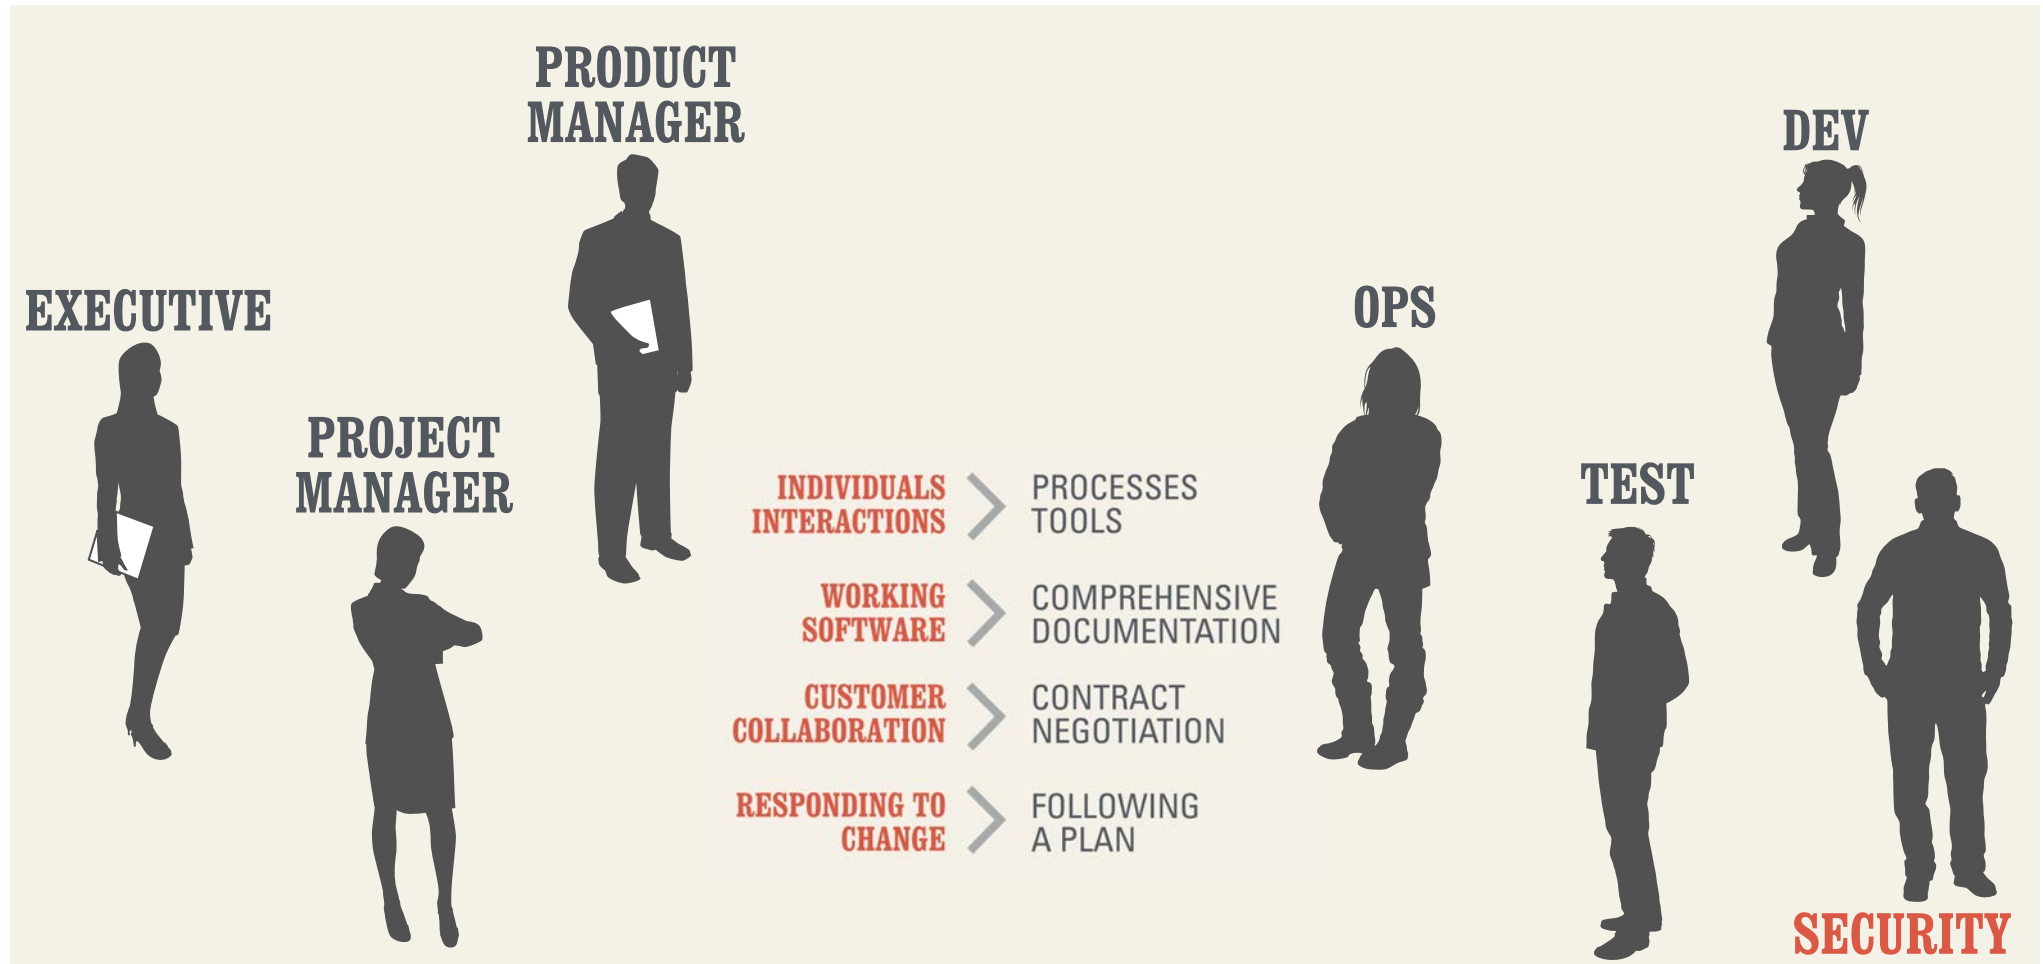 PRODUCT
MANAGER
DEV
EXECUTIVE
OPS
PROJECT
MANAGER
TEST
INDIVIDUALS
INTERACTIONS
PROCESSES
TOOLS
WORKING
SOFTWARE
COMPREHENSIVE
DOCUMENTATION
CUSTOMER
COLLABORATION
CONTRACT
NEGOTIATION
RESPONDING TO
CHANGE
FOLLOWING
A PLAN
SECURITY